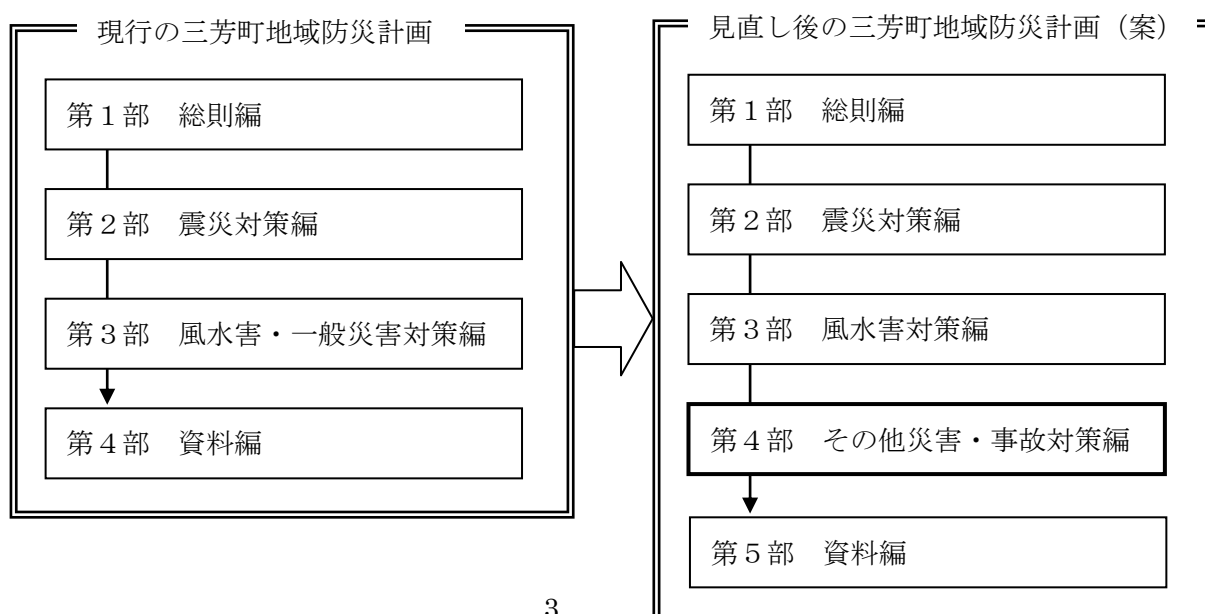 現行の三芳町地域防災計画
第１部　総則編
第２部　震災対策編
第３部　風水害・一般災害対策編
第４部　資料編
見直し後の三芳町地域防災計画（案）
第１部　総則編
第２部　震災対策編
第３部　風水害対策編
第４部　その他災害・事故対策編
第５部　資料編
3